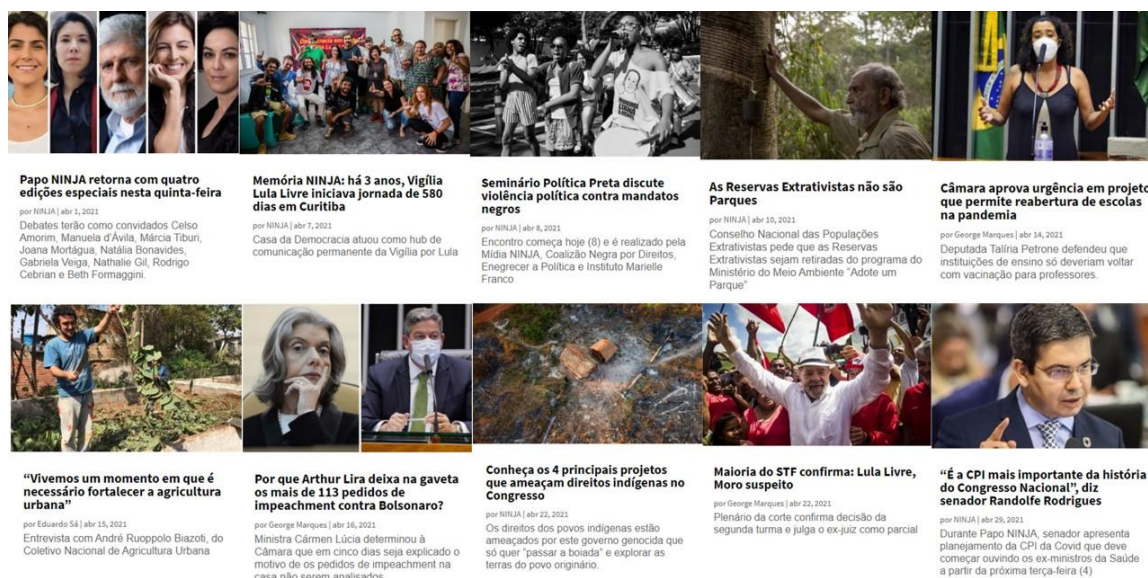 Papo NINJA retorna com quatro
edições especiais nesta quinta-feira
por NINJA | abr 1, 2021
Debates terão como convidados Celso
Amorim, Manuela d'Ávila, Márcia Tiburi,
Joana Mortágua, Natália Bonavides,
Gabriela Veiga, Nathalie Gil, Rodrigo
Cebrian e Beth Formaggini.
Memória NINJA: há 3 anos, Vigília
Lula Livre iniciava jornada de 580
dias em Curitiba
por NINJA | abr 7, 2021
Casa da Democracia atuou como hub de
comunicação permanente da Vigília por Lula
Seminário Política Preta discute
violência política contra mandatos
negros
por NINJA | abr 8, 2021
Encontro começa hoje (8) e é realizado pela
Mídia NINJA, Coalizão Negra por Direitos,
Enegrecer a Política e Instituto Marielle
Franco
As Reservas Extrativistas não são
Parques
por NINJA | abr 10, 2021
Conselho Nacional das Populações
Extrativistas pede que as Reservas
Extrativistas sejam retiradas do programa do
Ministério do Meio Ambiente "Adote um
Parque"
Câmara aprova urgência em projeto
que permite reabertura de escolas
na pandemia
por George Marques | abr 14, 2021
Deputada Talíria Petrone defendeu que
instituições de ensino só deveriam voltar
com vacinação para professores.
"Vivemos um momento em que é
necessário fortalecer a agricultura
urbana"
por Eduardo Sá | abr 15, 2021
Entrevista com André Ruoppolo Biazoti, do
Coletivo Nacional de Agricultura Urbana
Por que Arthur Lira deixa na gaveta
os mais de 113 pedidos de
impeachment contra Bolsonaro?
por George Marques | abr 16, 2021
Ministra Cármen Lúcia determinou à
Câmara que em cinco dias seja explicado o
motivo de os pedidos de impeachment na
casa não serem analisados
Conheça os 4 principais projetos
que ameaçam direitos indígenas no
Congresso
por NINJA | abr 22, 2021
Os direitos dos povos indígenas estão
ameaçados por este governo genocida que
só quer "passar a boiada" e explorar as
terras do povo originário.
Maioria do STF confirma: Lula Livre,
Moro suspeito
por George Marques | abr 22, 2021
Plenário da corte confirma decisão da
segunda turma e julga o ex-juiz como parcial
"É a CPI mais importante da história
do Congresso Nacional", diz
senador Randolfe Rodrigues
por NINJA | abr 29, 2021
Durante Papo NINJA, senador apresenta
planejamento da CPI da Covid que deve
começar ouvindo os ex-ministros da Saúde
a partir da próxima terça-feira (4)